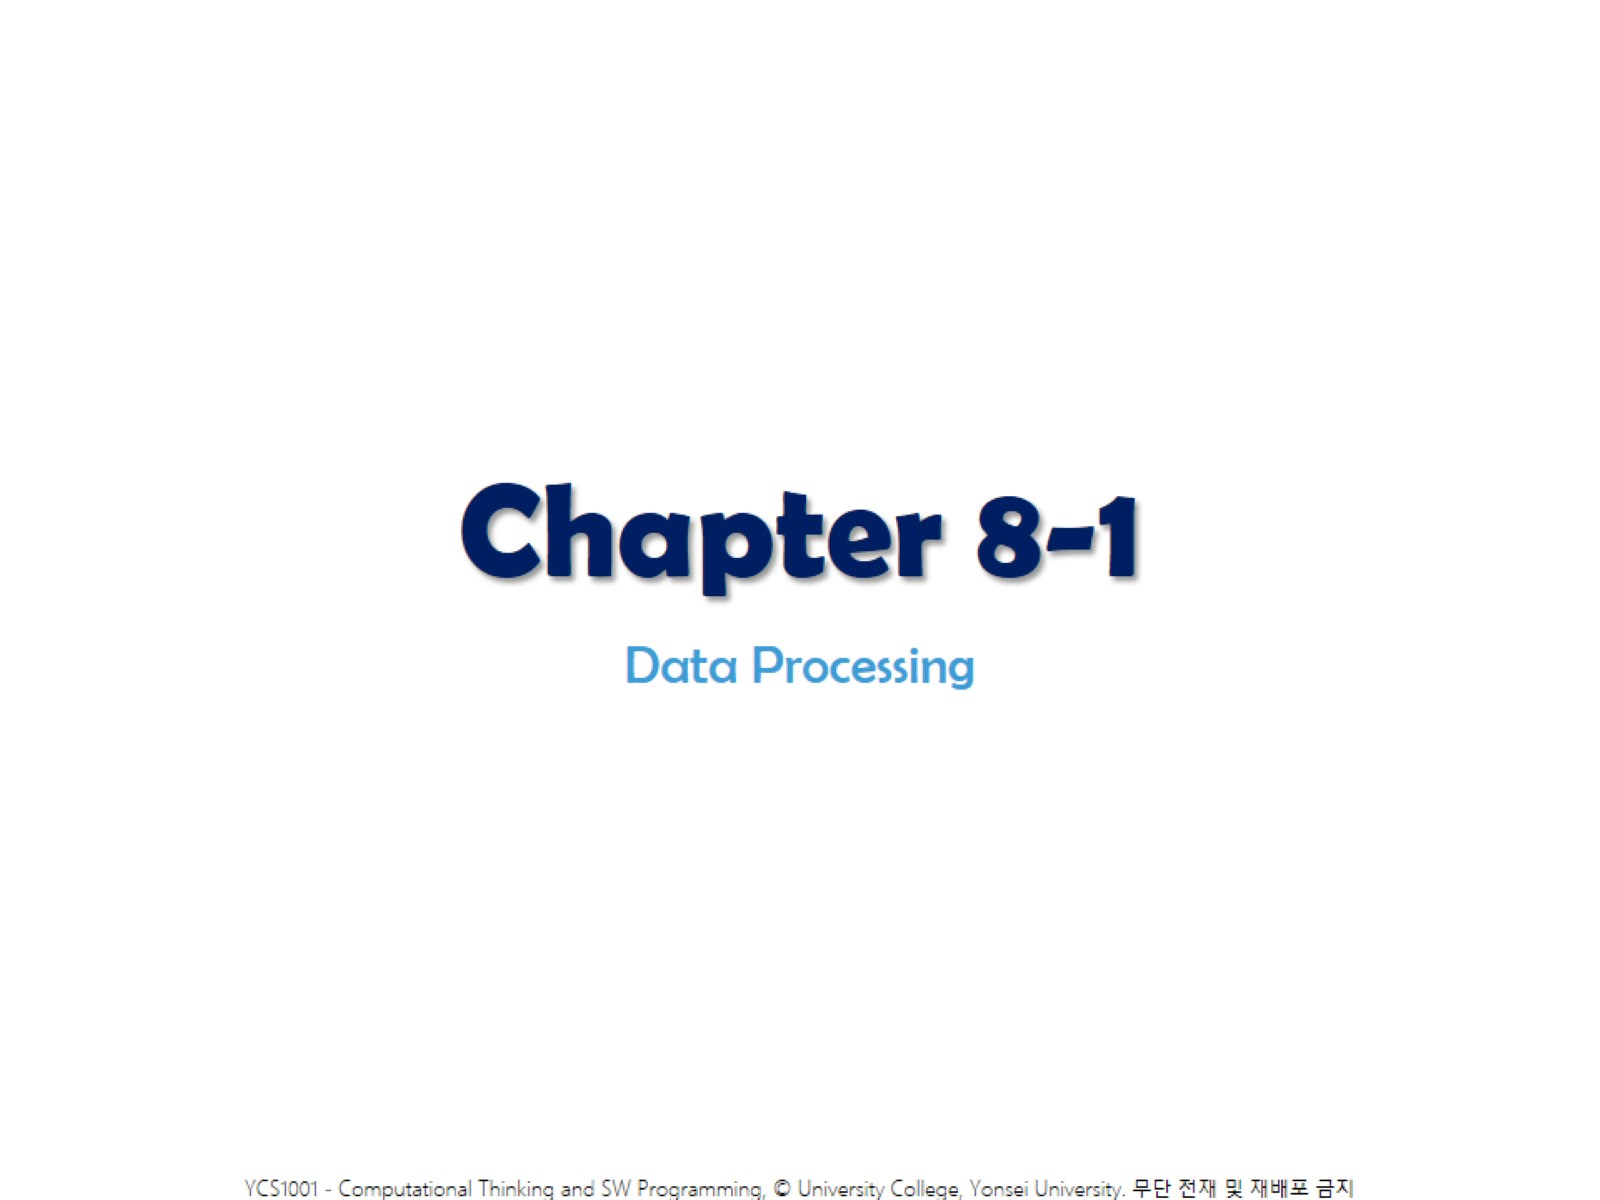 Chapter 8-1
Data Processing
YCS1001 - Computational Thinking and SW Programming, © University College, Yonsei University. 무단 전재 및 재배포 금지